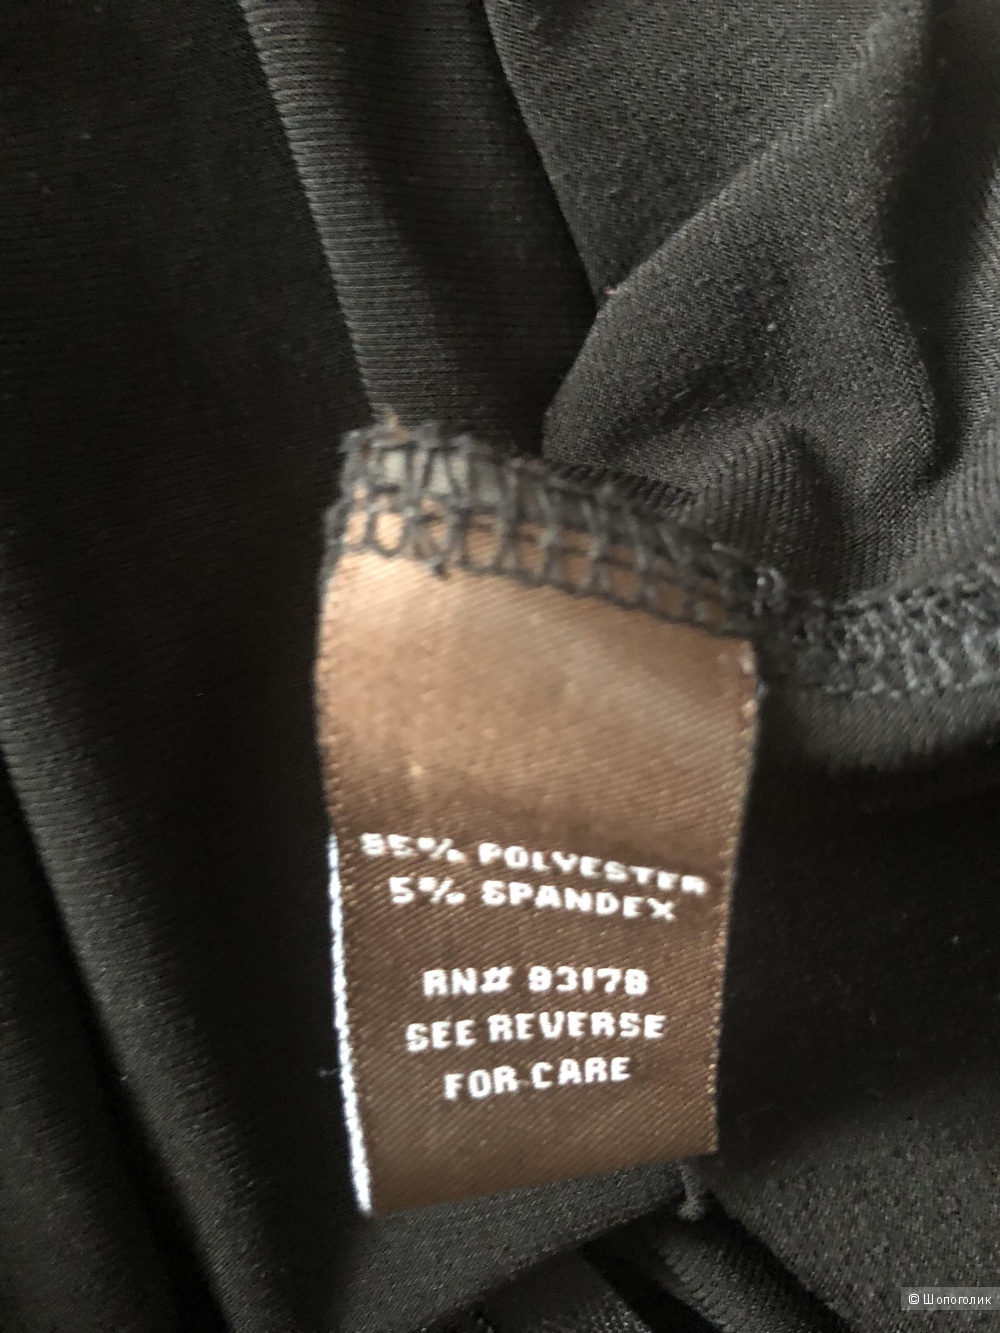 95% POLYESTER
5% SPANDEX
RN# 93178
SEE REVERSE
FOR CARE
© Шопоголик